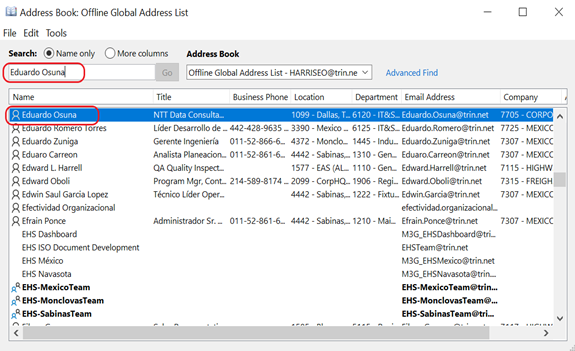 Address Book: Offline Global Address List
File Edit Tools
Search: Name only More columns Address Book
Eduardo Osuna Go Offline Global Address List - HARRISEO@trin.ne Advanced Find
Name Title Business Phone Location Department Email Address Company
Eduardo Osuna NTT Data Consulta... 1099 - Dallas, T... 6120 - IT&S... Eduardo.Osuna@trin.net 7705 - CORPO
Eduardo Romero Torres Líder Desarrollo de ... 442-428-9635 ... 3390 - Mexico ... 6115 - IT&S... Eduardo.Romero@trin.net 7725 - MEXICO
Eduardo Zuniga Gerente Ingeniería 011-52-866-6... 4372 - Monclo... 1445 - Indu... Eduardo.Zuniga@trin.net 7307 - MEXICO
Eduaro Carreon Analista Planeacion... 011-52-861-6... 4442 - Sabinas,... 1310 - Gen... Eduaro.Carreon@trin.net 7307 - MEXICO
Edward L. Harrell QA Quality Inspect... 1577 - EAS (AL... 1110 - Gen... Edward.Harrell@trin.net 7115 - HIGHW
Edward Oboli Program Mgr, Cont... 214-589-8174 ... 2099 - CorpHQ... 1906 - Regi... Edward.Oboli@trin.net 7315 - FREIGH
Edwin Saul Garcia Lopez Técnico Líder Oper... 4442 - Sabinas,... 1222 - Fixtu... Edwin.Garcia@trin.net 7307 - MEXICO
Efectividad Organizacional efectividad.organizacional...
Efrain Ponce Administrador Sr. ... 011-52-861-6... 4442 - Sabinas,... 1210 - Mai... Efrain.Ponce@trin.net 7307 - MEXICO
EHS Dashboard M3G_EHSDashboard@tri...
EHS ISO Document Development EHSTeam@trin.net
EHS México M3G_EHSMexico@trin.net
EHS Navasota M3G_EHSNavasota@trin.net
EHS-MexicoTeam EHS-MexicoTeam@trin...
EHS-MonclovasTeam EHS-MonclovasTeam@...
EHS-SabinasTeam EHS-SabinasTeam@trin...